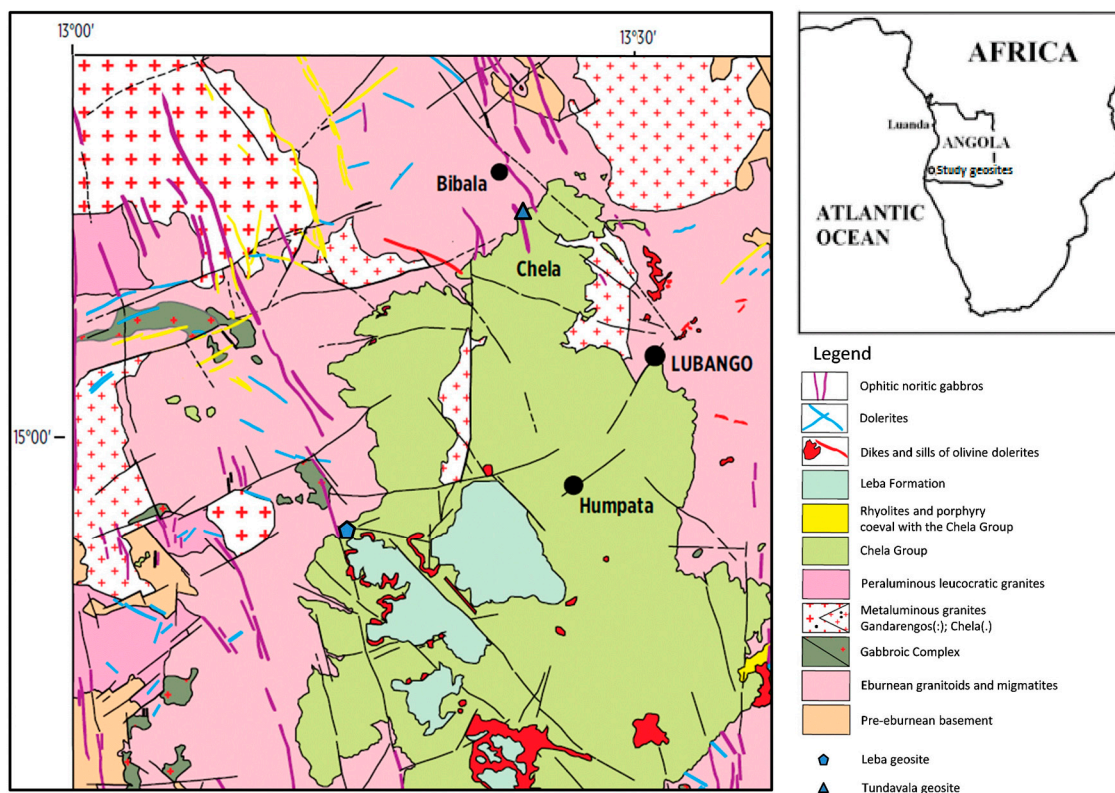 13°00'
13°30'
15°00'
Bibala
Chela
LUBANGO
Humpata
AFRICA
Luanda
ANGOLA
Study geosites
ATLANTIC
OCEAN
Legend
Ophitic noritic gabbros
Dolerites
Dikes and sills of olivine dolerites
Leba Formation
Rhyolites and porphyry
coeval with the Chela Group
Chela Group
Peraluminous leucocratic granites
Metaluminous granites
Gandarengos(:); Chela(.)
Gabbroic Complex
Eburnean granitoids and migmatites
Pre-eburnean basement
Leba geosite
Tundavala geosite